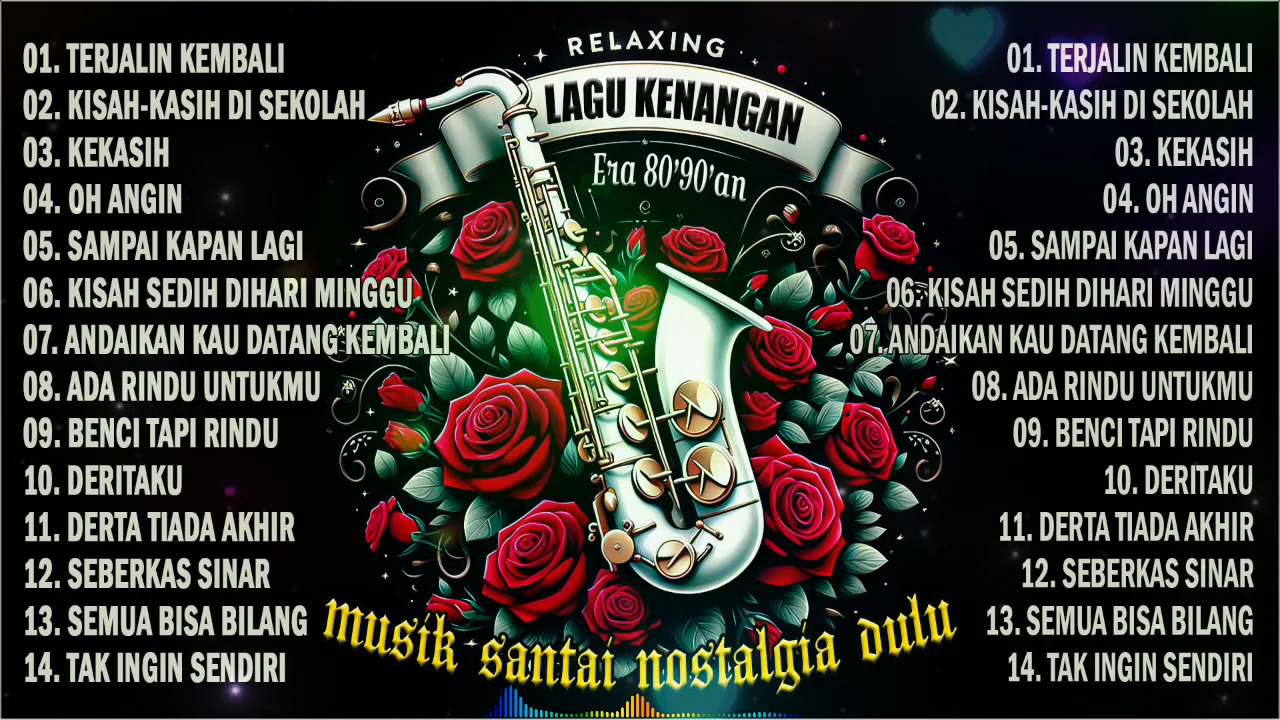 01. TERJALIN KEMBALI
02. KISAH-KASIH DI SEKOLAH
03. KEKASIH
04. OH ANGIN
05. SAMPAI KAPAN LAGI
06. KISAH SEDIH DIHARI MINGGU
07. ANDAIKAN KAU DATANG KEMBALI
08. ADA RINDU UNTUKMU
09. BENCI TAPI RINDU
10. DERITAKU
11. DERTA TIADA AKHIR
12. SEBERKAS SINAR
13. SEMUA BISA BILANG
14. TAK INGIN SENDIRI
RELAXING
LAGU KENANGAN
Era 80'90'an
musik santai nostalgia dulu
01. TERJALIN KEMBALI
02. KISAH-KASIH DI SEKOLAH
03. KEKASIH
04. OH ANGIN
05. SAMPAI KAPAN LAGI
06. KISAH SEDIH DIHARI MINGGU
07. ANDAIKAN KAU DATANG KEMBALI
08. ADA RINDU UNTUKMU
09. BENCI TAPI RINDU
10. DERITAKU
11. DERTA TIADA AKHIR
12. SEBERKAS SINAR
13. SEMUA BISA BILANG
14. TAK INGIN SENDIRI